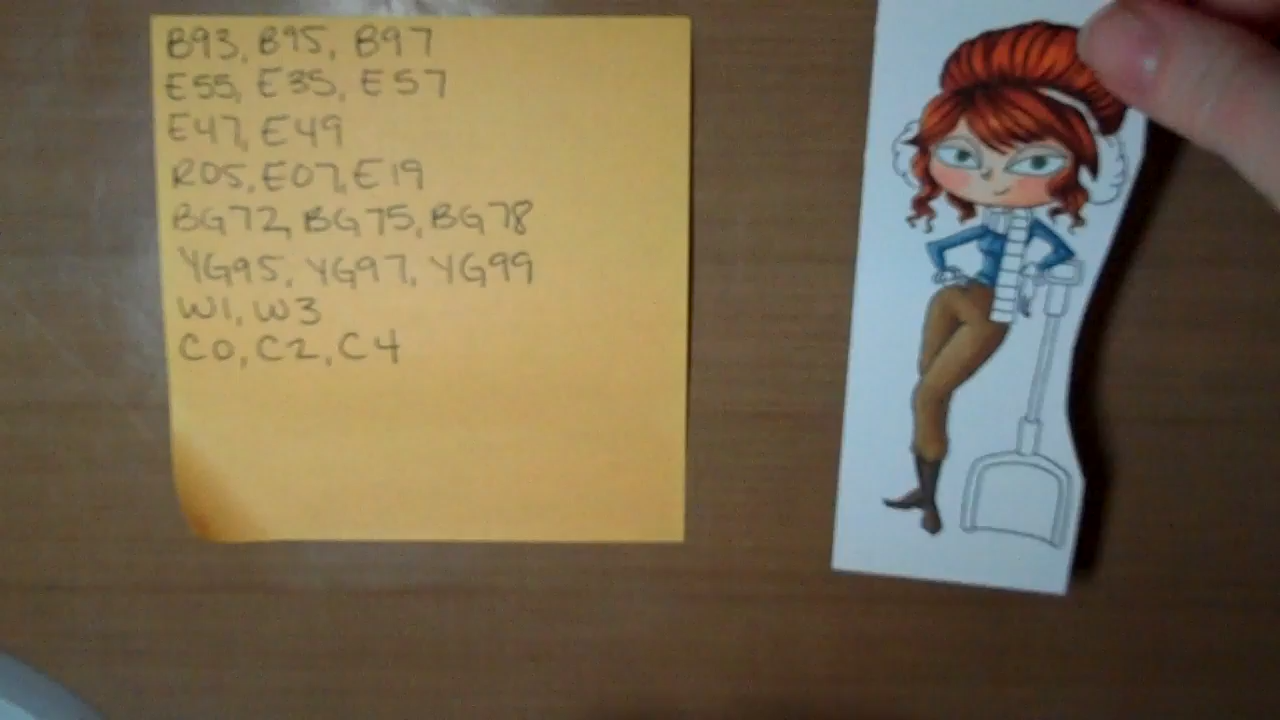 B93, B95, B97
E55, E35, E57
E47, E49
R05, E07, E19
BG72, BG75, BG78
YG95, YG97, YG99
W1, W3
C0, C2, C4